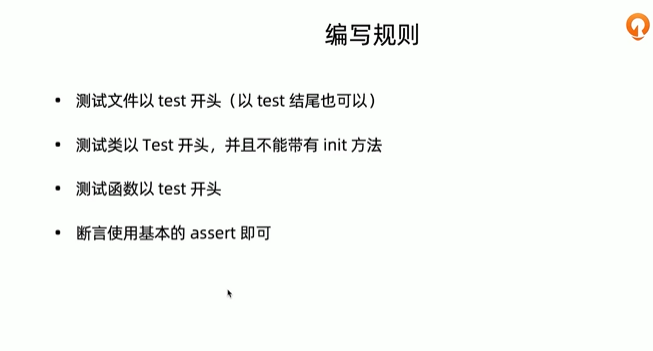 编写规则
• 测试文件以 test 开头（以 test 结尾也可以）
• 测试类以 Test 开头，并且不能带有 init 方法
• 测试函数以 test 开头
• 断言使用基本的 assert 即可